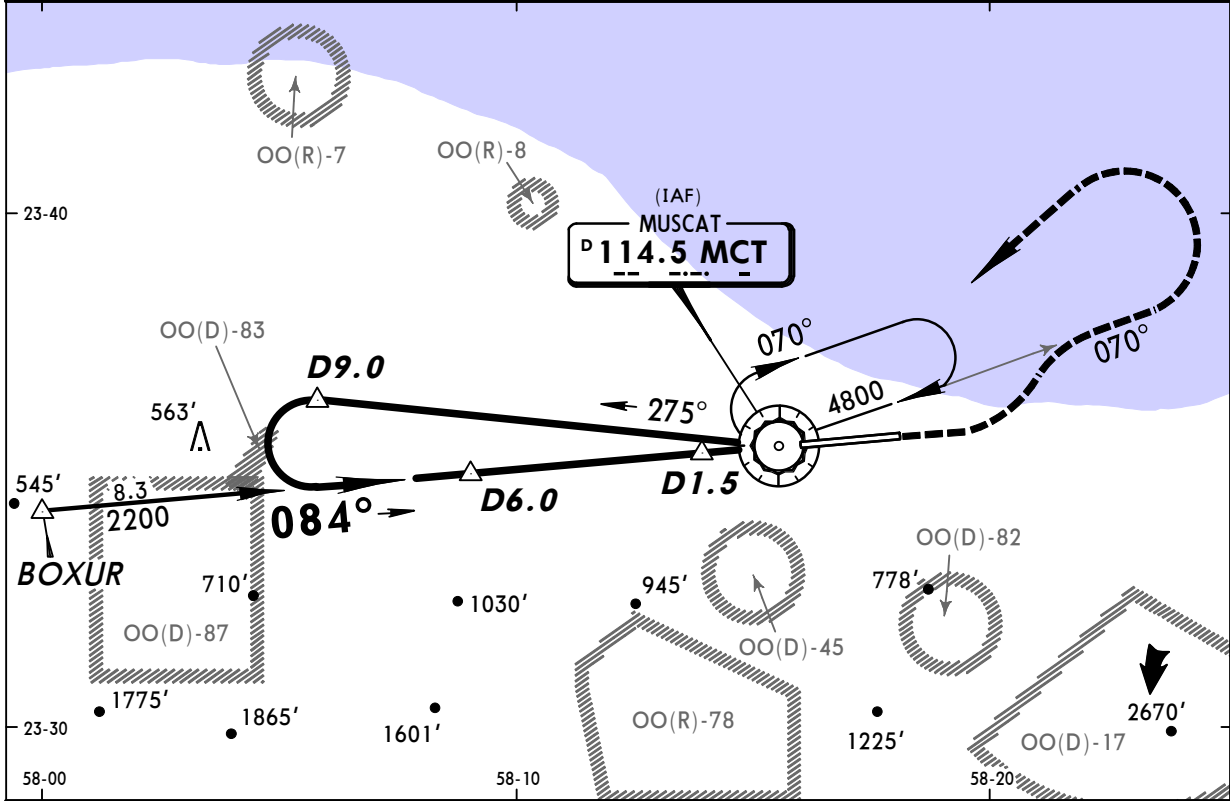 OO(R)-7
OO(R)-8
(IAF)
MUSCAT
D 114.5 MCT
23-40
070°
070°
OO(D)-83
D9.0
563'
275°
4800
D1.5
545'
8.3
2200
084°
D6.0
BOXUR
OO(D)-82
778'
710'
1030'
945'
OO(D)-87
OO(D)-45
1775'
1865'
1601'
OO(R)-78
1225'
OO(D)-17
2670'
23-30
58-00
58-10
58-20